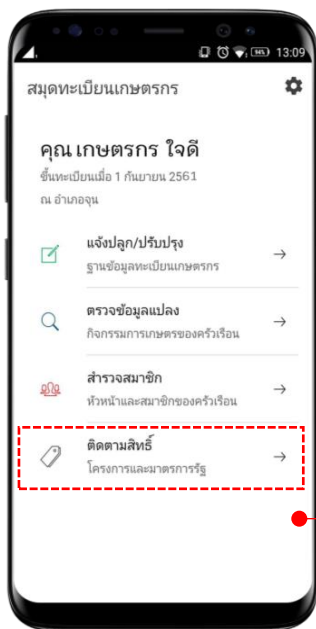 13:09
สมุดทะเบียนเกษตรกร
คุณ เกษตรกร ใจดี
ขึ้นทะเบียนเมื่อ 1 กันยายน 2561
ณ อำเภอจุน
แจ้งปลูก/ปรับปรุง
ฐานข้อมูลทะเบียนเกษตรกร
ตรวจข้อมูลแปลง
กิจกรรมการเกษตรของครัวเรือน
สำรวจสมาชิก
หัวหน้าและสมาชิกของครัวเรือน
ติดตามสิทธิ์
โครงการและมาตรการรัฐ